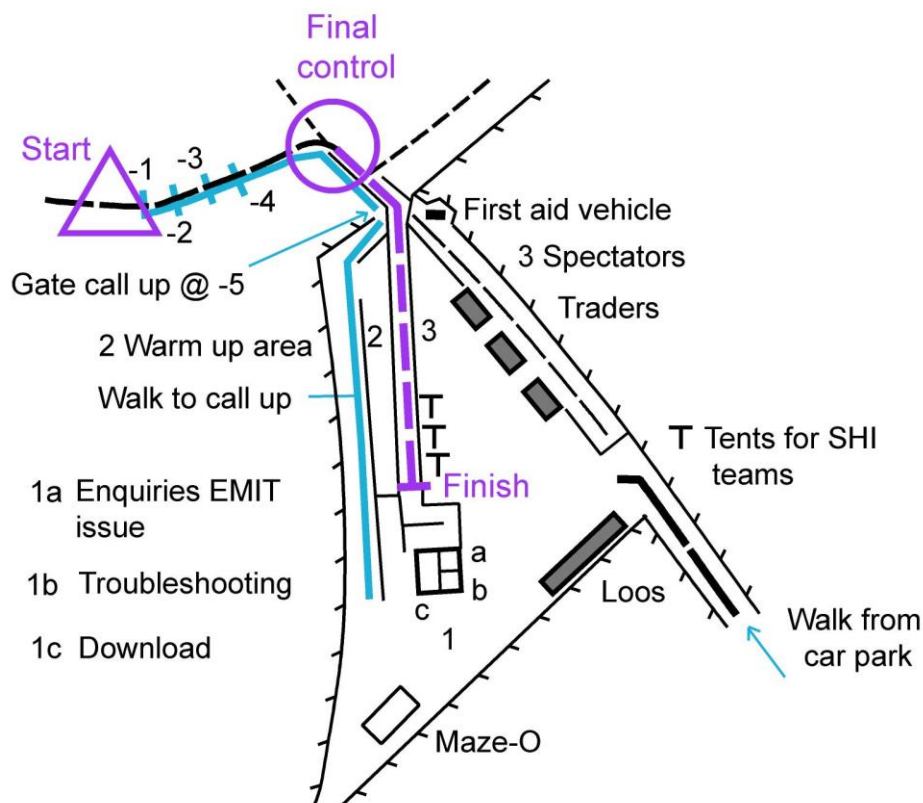 Final
control
Start
-1
-3
-4
-2
First aid vehicle
3 Spectators
Gate call up @ -5
Traders
2 Warm up area
2
3
Walk to call up
T
T
T
T Tents for SHI
teams
1a Enquiries EMIT
issue
Finish
a
1b Troubleshooting
b
c
Loos
1c Download
1
Walk from
car park
Maze-O